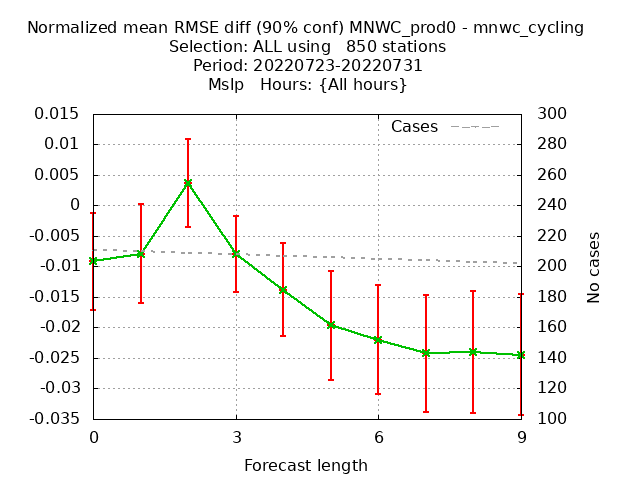 Normalized mean RMSE diff (90% conf) MNWC_prod0 - mnwc_cycling
Selection: ALL using   850 stations
Period: 20220723-20220731
Mslp   Hours: {All hours}
Cases
0.015
0.01
0.005
0
-0.005
-0.01
-0.015
-0.02
-0.025
-0.03
-0.035
300
280
260
240
220
200
180
160
140
120
100
No cases
0 3 6 9
Forecast length